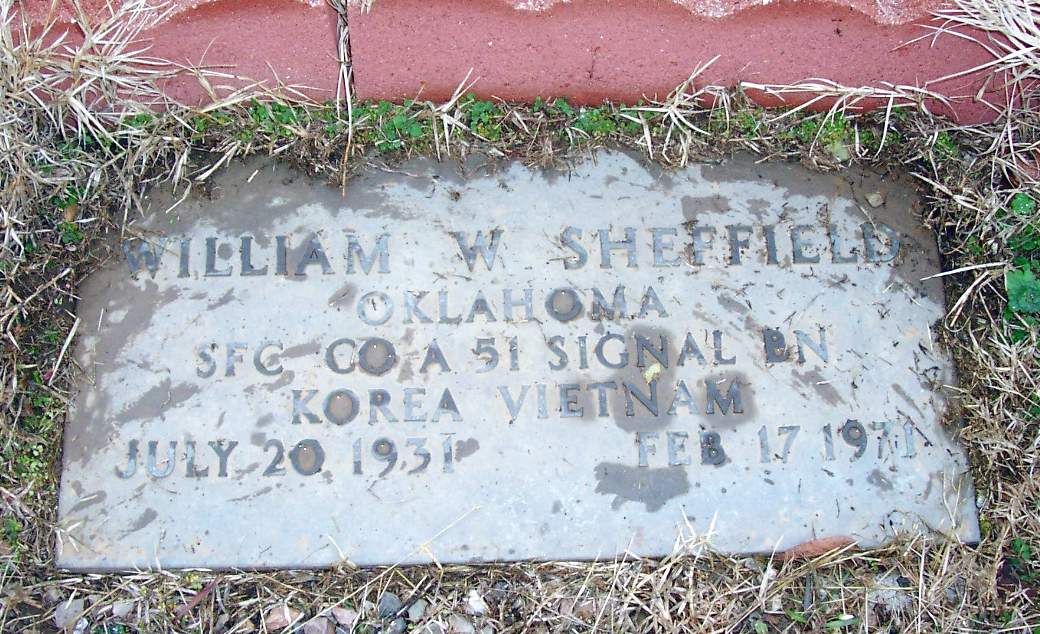 WILLIAM W SHEFFIELD
OKLAHOMA
SFC CO A 51 SIGNAL BN
KOREA VIETNAM
JULY 20 1931 FEB 17 1971